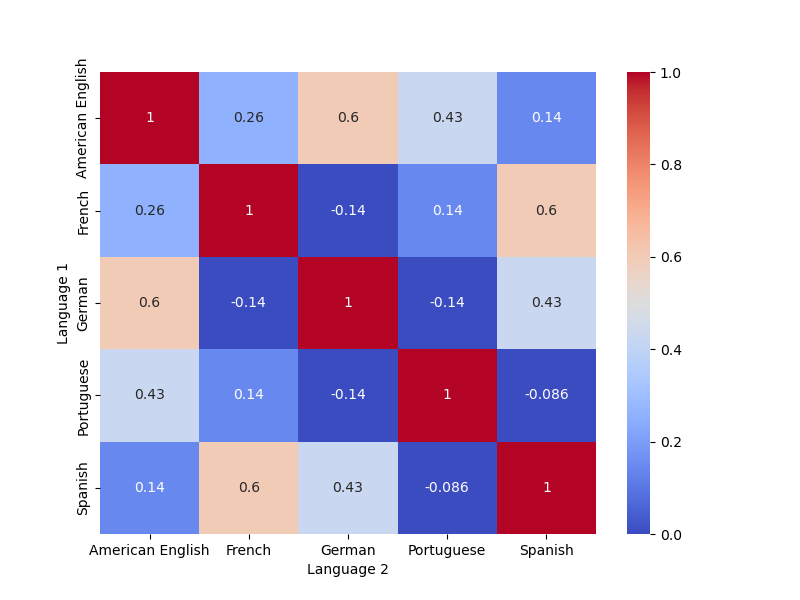 American English 1 0.26 0.6 0.43 0.14
French 0.26 1 -0.14 0.14 0.6
German 0.6 -0.14 1 -0.14 0.43
Portuguese 0.43 0.14 -0.14 1 -0.086
Spanish 0.14 0.6 0.43 -0.086 1
Language 1
American English French German Portuguese Spanish
Language 2
1.0
0.8
0.6
0.4
0.2
0.0